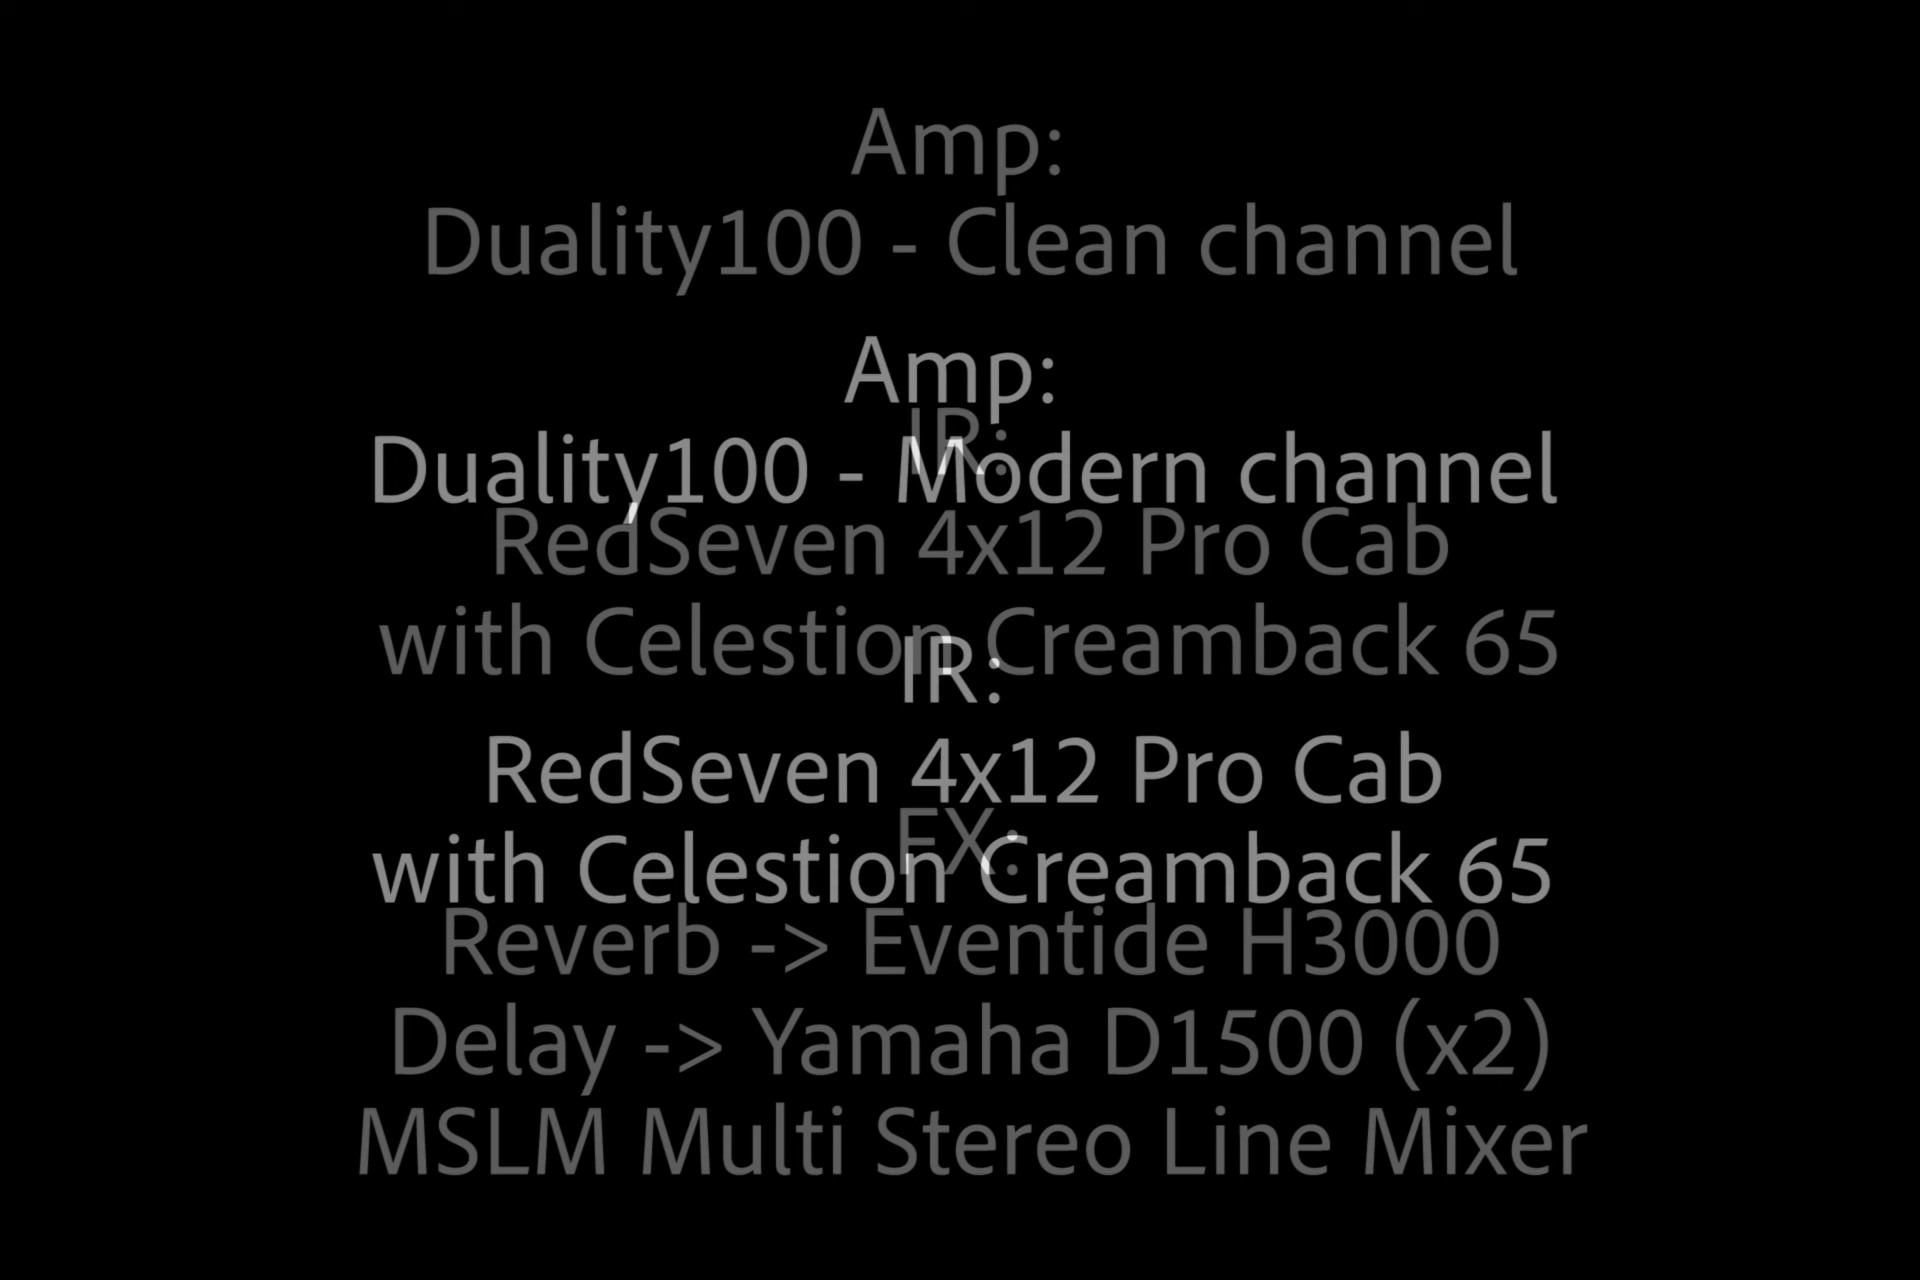 Amp:
Duality100 - Clean channel
Amp:
IR:
Duality100 - Modern channel
RedSeven 4x12 Pro Cab
with Celestion Creamback 65
IR:
RedSeven 4x12 Pro Cab
FX:
with Celestion Creamback 65
Reverb -> Eventide H3000
Delay -> Yamaha D1500 (x2)
MSLM Multi Stereo Line Mixer